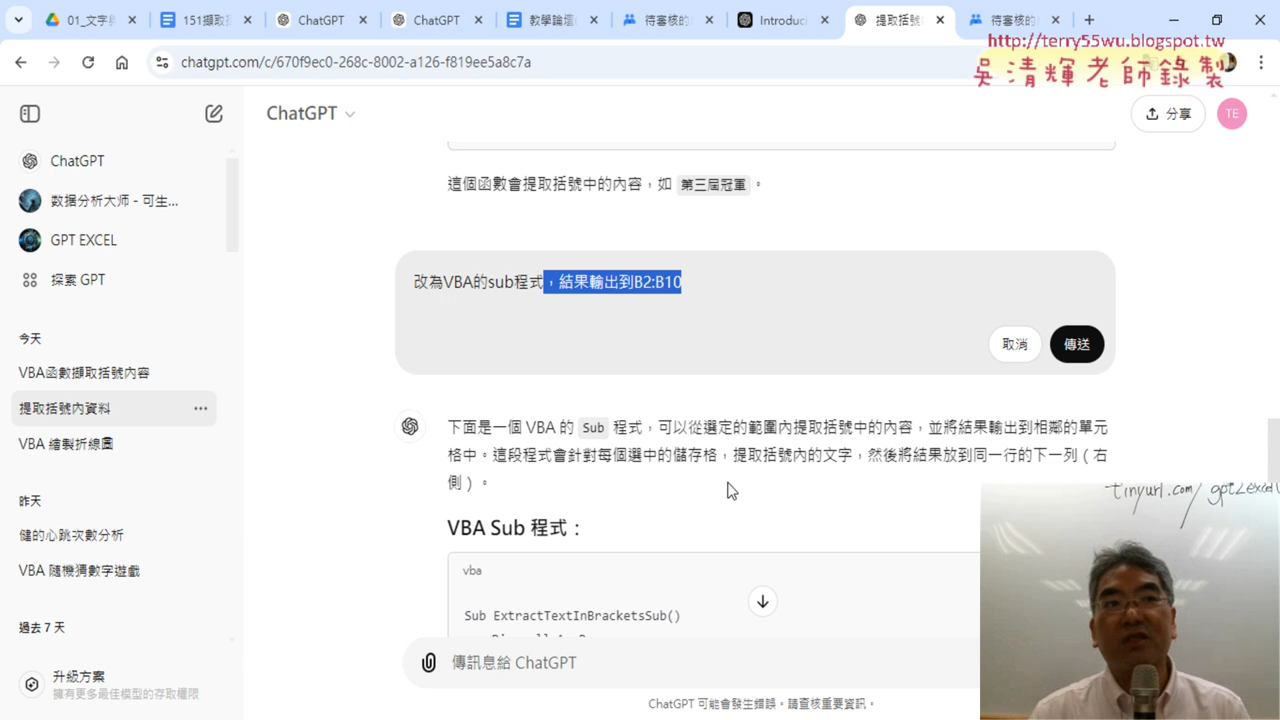 01_文字與
151擷取
ChatGPT
ChatGPT
教學論壇
待審核的
Introduc
提取括號
待審核的
http://terry55wu.blogspot.tw
吳清輝老師錄製
chatgpt.com/c/670f9ec0-268c-8002-a126-f819ee5a8c7a
ChatGPT
分享
TE
ChatGPT
数据分析大师 - 可生...
GPT EXCEL
探索 GPT
今天
VBA函數擷取括號內容
提取括號內資料
VBA 繪製折線圖
昨天
健的心跳次數分析
VBA 隨機猜數字遊戲
過去 7 天
升級方案
擁有更多最佳模型的存取權限
這個函數會提取括號中的內容，如 第三屆冠軍 。
改為VBA的sub程式，結果輸出到B2:B10
取消
傳送
下面是一個 VBA 的 Sub 程式，可以從選定的範圍內提取括號中的內容，並將結果輸出到相鄰的單元
格中。這段程式會針對每個選中的儲存格，提取括號內的文字，然後將結果放到同一行的下一列（右
側）。
VBA Sub 程式：
vba
Sub ExtractTextInBracketsSub()
傳訊息給 ChatGPT
ChatGPT 可能會發生錯誤。請查核重要資訊。
tinyurl.com/gpt2excel